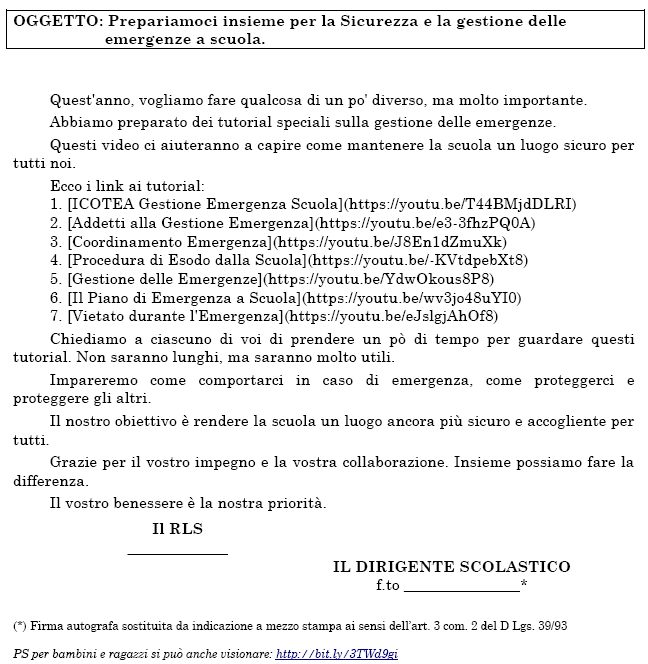 OGGETTO: Prepariamoci insieme per la Sicurezza e la gestione delle
emergenze a scuola.
Quest'anno, vogliamo fare qualcosa di un po' diverso, ma molto importante.
Abbiamo preparato dei tutorial speciali sulla gestione delle emergenze.
Questi video ci aiuteranno a capire come mantenere la scuola un luogo sicuro per
tutti noi.
Ecco i link ai tutorial:
1. [ICOTEA Gestione Emergenza Scuola](https://youtu.be/T44BMjdDLRI)
2. [Addetti alla Gestione Emergenza](https://youtu.be/e3-3fhzPQ0A)
3. [Coordinamento Emergenza](https://youtu.be/J8En1dZmuXk)
4. [Procedura di Esodo dalla Scuola](https://youtu.be/-KVtdpebXt8)
5. [Gestione delle Emergenze](https://youtu.be/YdwOkous8P8)
6. [Il Piano di Emergenza a Scuola](https://youtu.be/wv3jo48uYI0)
7. [Vietato durante l'Emergenza](https://youtu.be/eJslgjAhOf8)
Chiediamo a ciascuno di voi di prendere un pò di tempo per guardare questi
tutorial. Non saranno lunghi, ma saranno molto utili.
Impareremo come comportarci in caso di emergenza, come proteggerci e
proteggere gli altri.
Il nostro obiettivo è rendere la scuola un luogo ancora più sicuro e accogliente per
tutti.
Grazie per il vostro impegno e la vostra collaborazione. Insieme possiamo fare la
differenza.
Il vostro benessere è la nostra priorità.
Il RLS
____________
IL DIRIGENTE SCOLASTICO
f.to ______________*
(*) Firma autografa sostituita da indicazione a mezzo stampa ai sensi dell'art. 3 com. 2 del D Lgs. 39/93
PS per bambini e ragazzi si può anche visionare: http://bit.ly/3TWd9gi